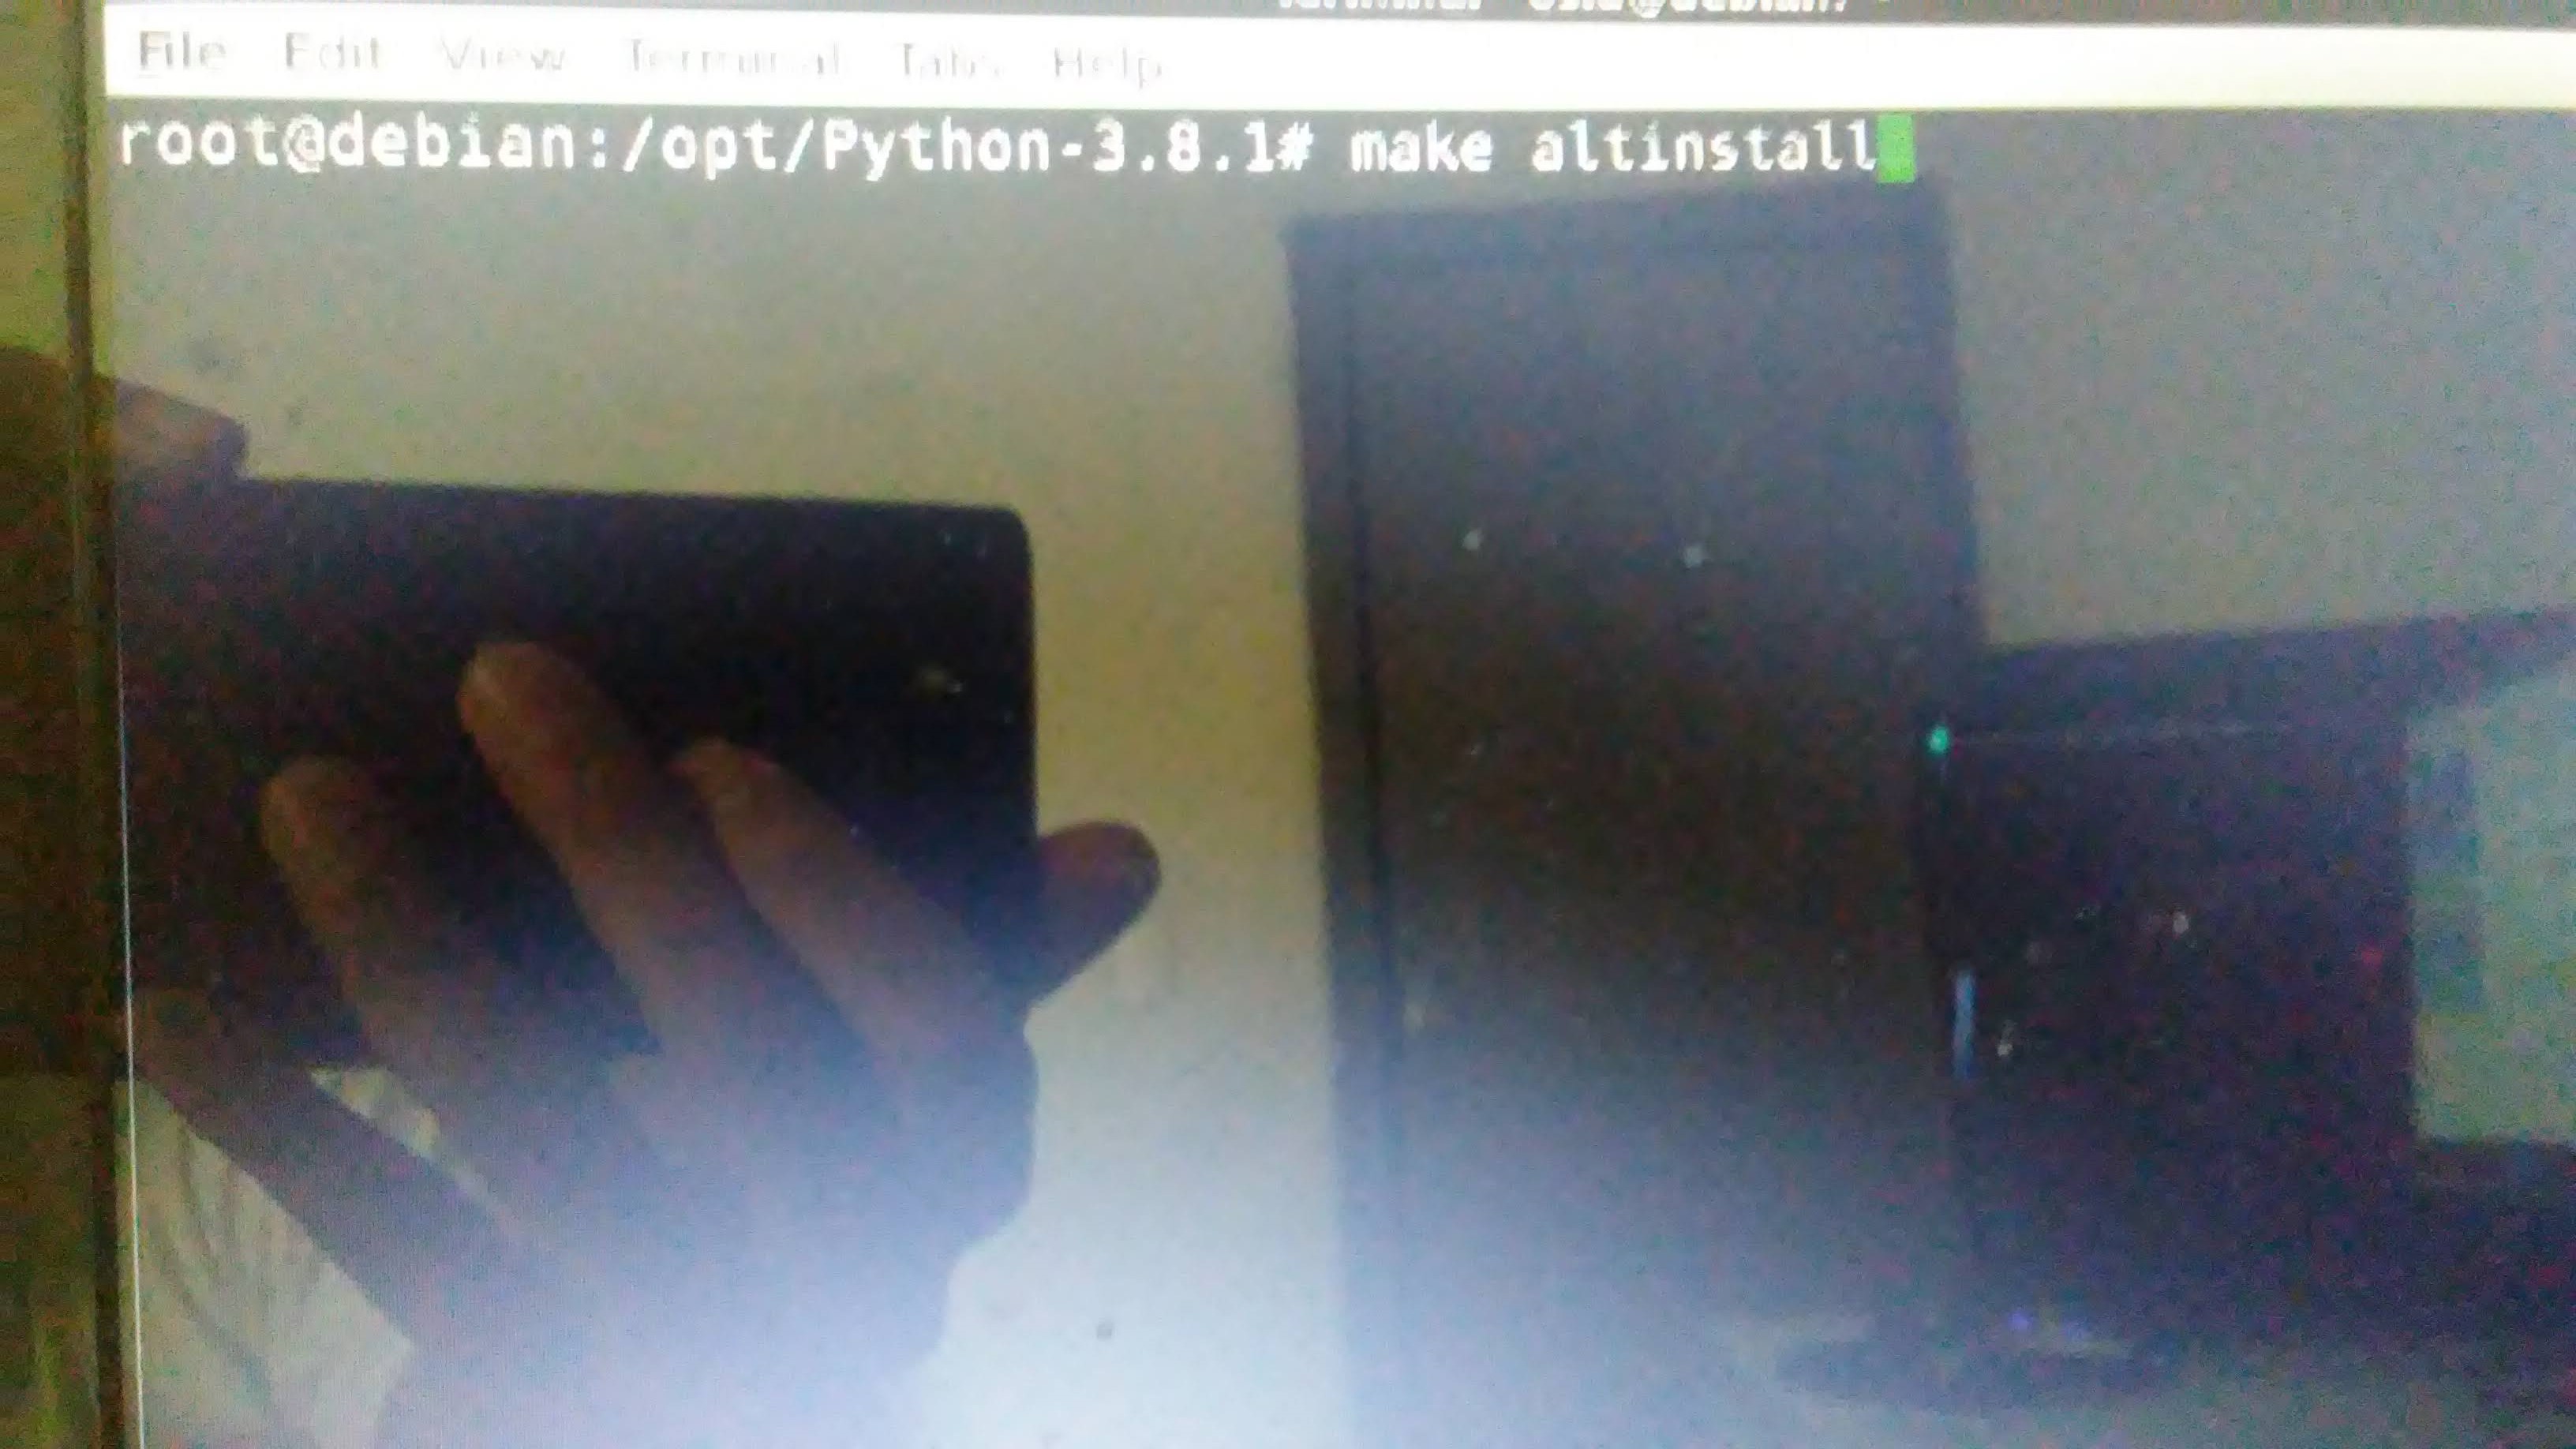 File Edit View Terminal Tabs Help
root@debian:/opt/Python-3.8.1# make altinstall